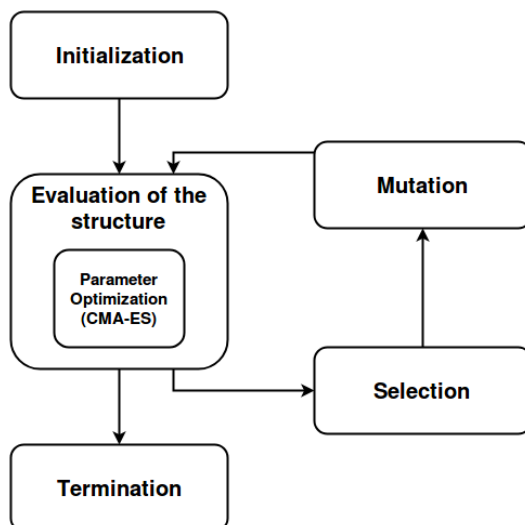 Initialization
Evaluation of the
structure
Parameter
Optimization
(CMA-ES)
Mutation
Selection
Termination